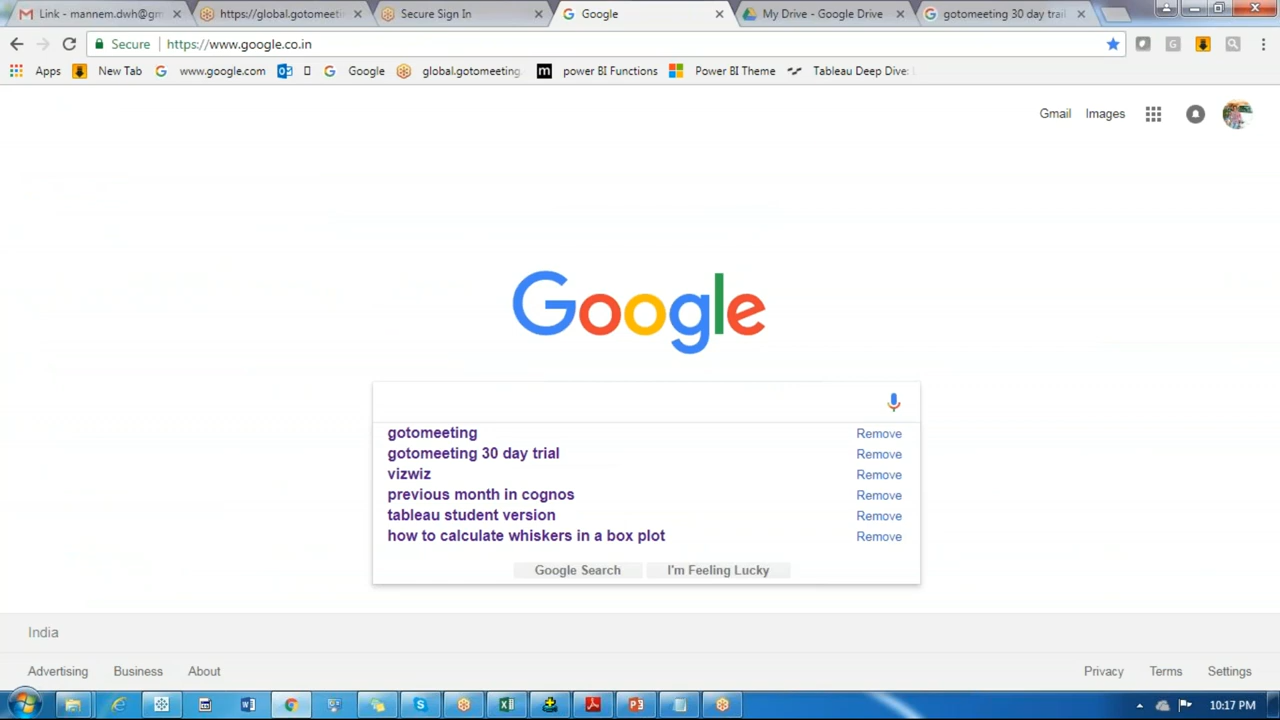 Link - mannem.dwh@gm
https://global.gotomeeti
Secure Sign In
Google
My Drive - Google Drive
gotomeeting 30 day trail
Secure
https://www.google.co.in
Apps
New Tab
www.google.com
Google
global.gotomeeting.
power BI Functions
Power BI Theme
Tableau Deep Dive:
Gmail
Images
Google
gotomeeting Remove
gotomeeting 30 day trial Remove
vizwiz Remove
previous month in cognos Remove
tableau student version Remove
how to calculate whiskers in a box plot Remove
Google Search
I'm Feeling Lucky
India
Advertising
Business
About
Privacy
Terms
Settings
10:17 PM